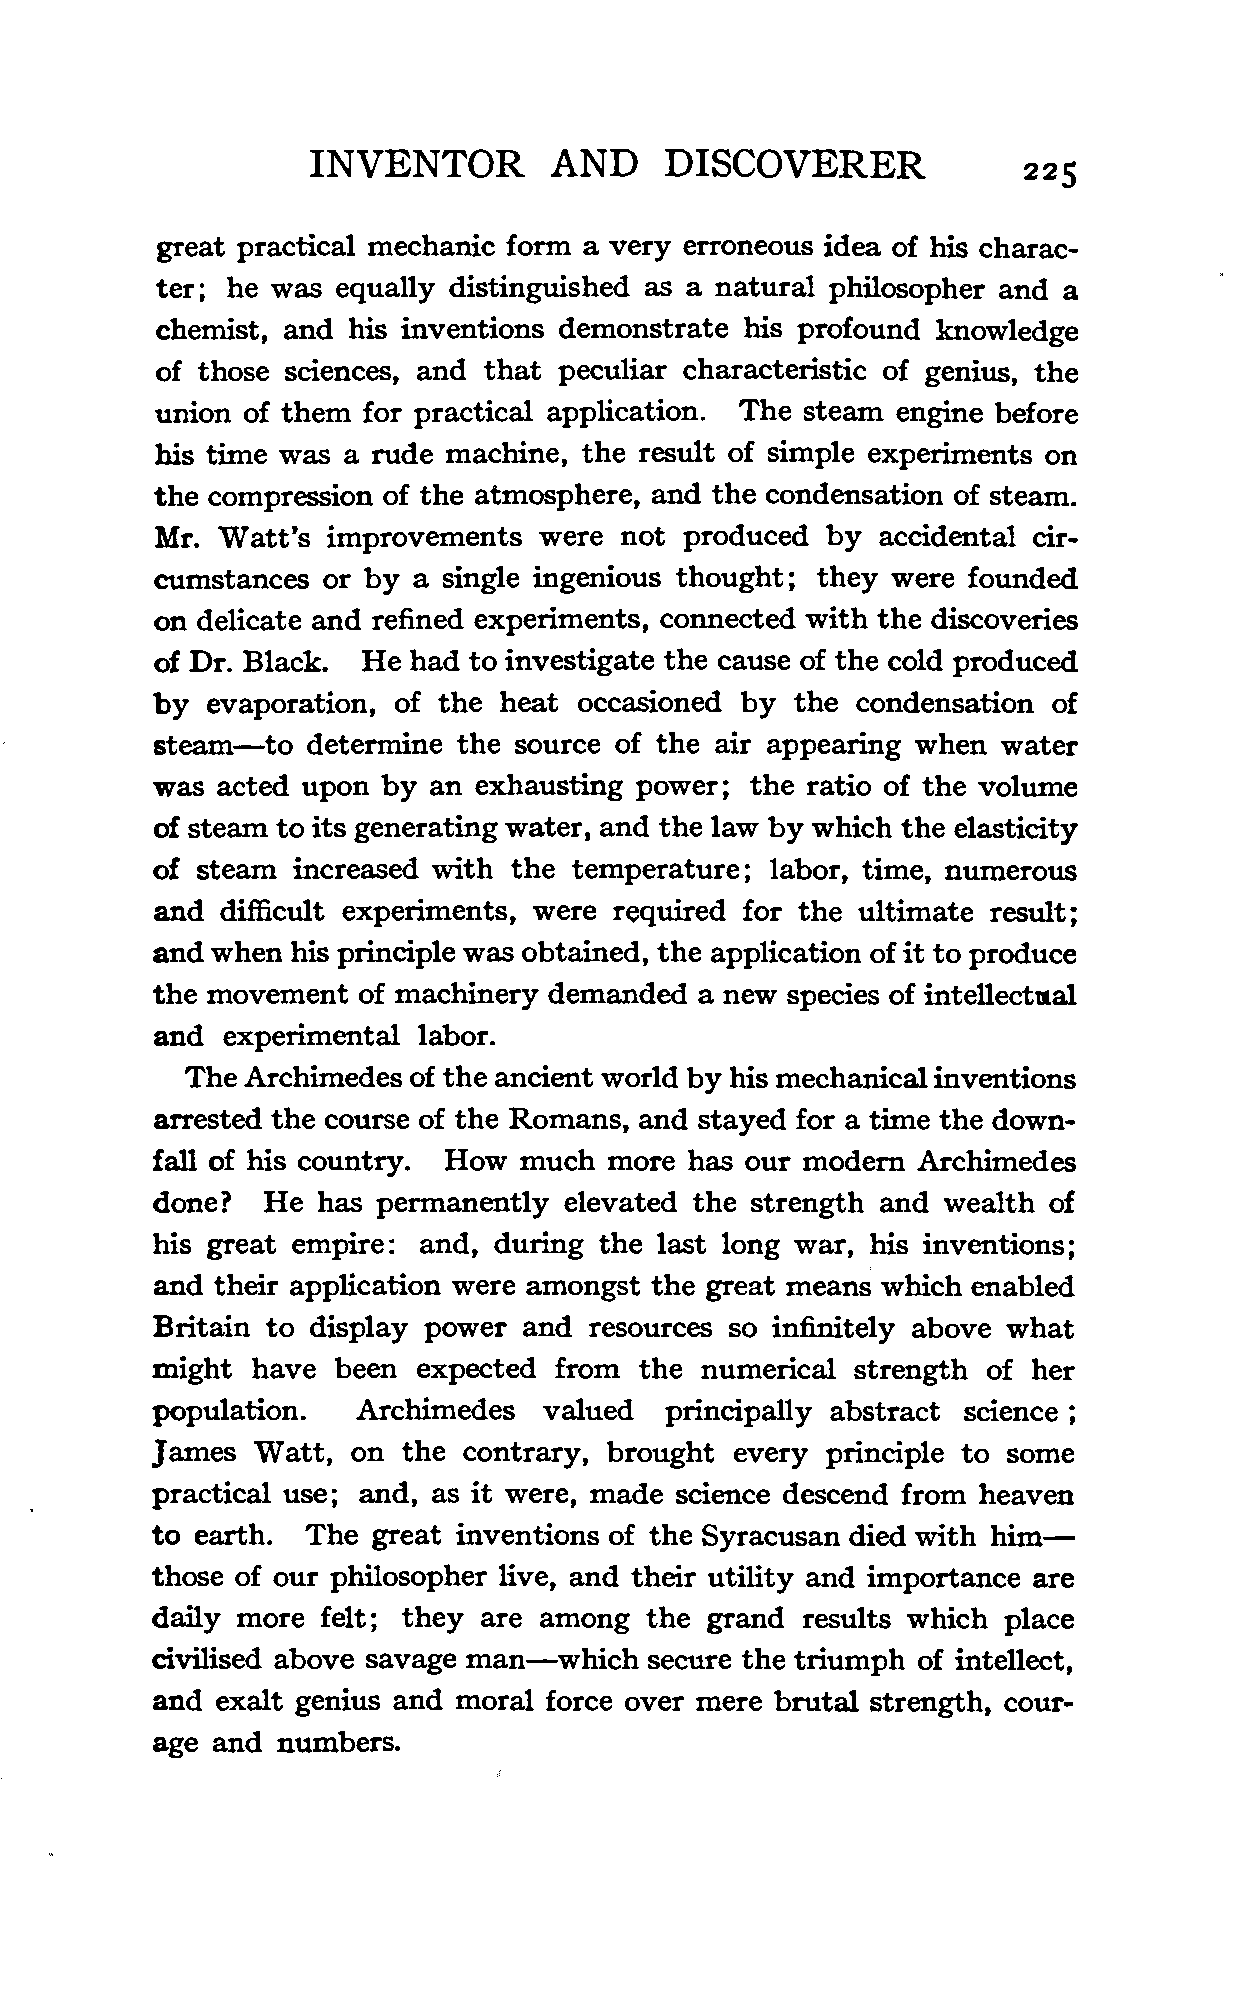 INVENTOR AND DISCOVERER 225
great practical mechanic form a very erroneous idea of his charac-
ter; he was equally distinguished as a natural philosopher and a
chemist, and his inventions demonstrate his profound knowledge
of those sciences, and that peculiar characteristic of genius, the
union of them for practical application. The steam engine before
his time was a rude machine, the result of simple experiments on
the compression of the atmosphere, and the condensation of steam.
Mr. Watt's improvements were not produced by accidental cir-
cumstances or by a single ingenious thought; they were founded
on delicate and refined experiments, connected with the discoveries
of Dr. Black. He had to investigate the cause of the cold produced
by evaporation, of the heat occasioned by the condensation of
steam—to determine the source of the air appearing when water
was acted upon by an exhausting power; the ratio of the volume
of steam to its generating water, and the law by which the elasticity
of steam increased with the temperature; labor, time, numerous
and difficult experiments, were required for the ultimate result;
and when his principle was obtained, the application of it to produce
the movement of machinery demanded a new species of intellectual
and experimental labor.
The Archimedes of the ancient world by his mechanical inventions
arrested the course of the Romans, and stayed for a time the down-
fall of his country. How much more has our modern Archimedes
done? He has permanently elevated the strength and wealth of
his great empire: and, during the last long war, his inventions;
and their application were amongst the great means which enabled
Britain to display power and resources so infinitely above what
might have been expected from the numerical strength of her
population. Archimedes valued principally abstract science ;
James Watt, on the contrary, brought every principle to some
practical use; and, as it were, made science descend from heaven
to earth. The great inventions of the Syracusan died with him—
those of our philosopher live, and their utility and importance are
daily more felt; they are among the grand results which place
civilised above savage man—which secure the triumph of intellect,
and exalt genius and moral force over mere brutal strength, cour-
age and numbers.